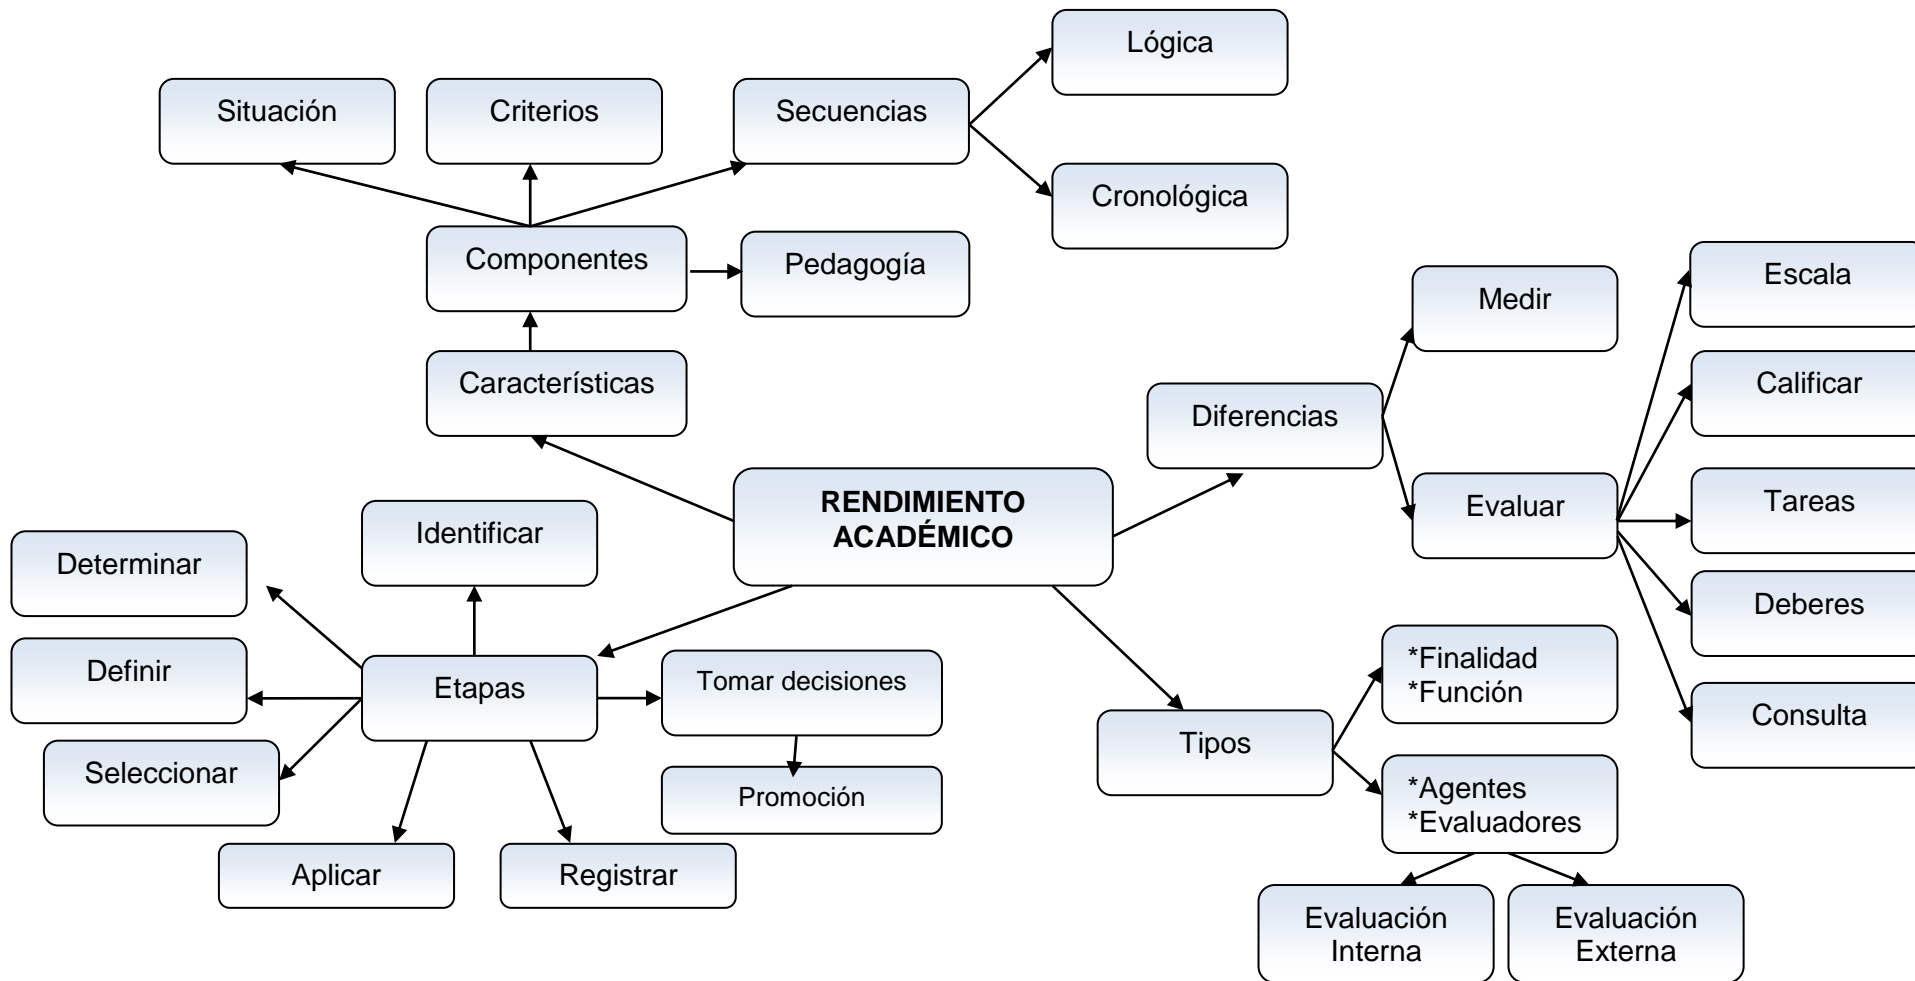 Lógica
Situación
Criterios
Secuencias
Cronológica
Componentes
Pedagogía
Escala
Medir
Características
Calificar
Diferencias
RENDIMIENTO
ACADÉMICO
Evaluar
Tareas
Identificar
Determinar
Deberes
Definir
Etapas
Tomar decisiones
*Finalidad
*Función
Consulta
Tipos
Seleccionar
Promoción
*Agentes
*Evaluadores
Aplicar
Registrar
Evaluación
Interna
Evaluación
Externa